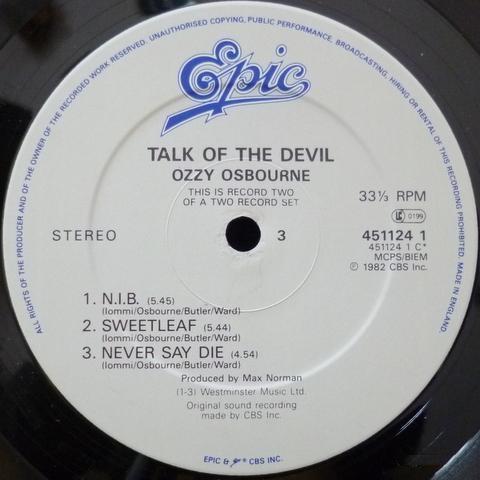 ALL RIGHTS OF THE PRODUCER AND OF THE OWNER OF THE RECORDED WORK RESERVED. UNAUTHORISED COPYING, PUBLIC PERFORMANCE, BROADCASTING, HIRING OR RENTAL OF THIS RECORDING PROHIBITED. MADE IN ENGLAND.
Epic
TALK OF THE DEVIL
OZZY OSBOURNE
THIS IS RECORD TWO
OF A TWO RECORD SET
33⅓ RPM
LC 0199
STEREO
3
451124 1
451124 1 C*
MCPS/BIEM
℗ 1982 CBS Inc.
1. N.I.B. (5.45)
(Iommi/Osbourne/Butler/Ward)
2. SWEETLEAF (5.44)
(Iommi/Osbourne/Butler/Ward)
3. NEVER SAY DIE (4.54)
(Iommi/Osbourne/Butler/Ward)
Produced by Max Norman
(1-3) Westminster Music Ltd.
Original sound recording
made by CBS Inc.
EPIC & CBS INC.